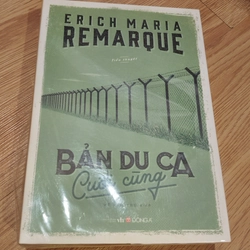 ERICH MARIA
REMARQUE
BẢN DU CA
Cuối cùng